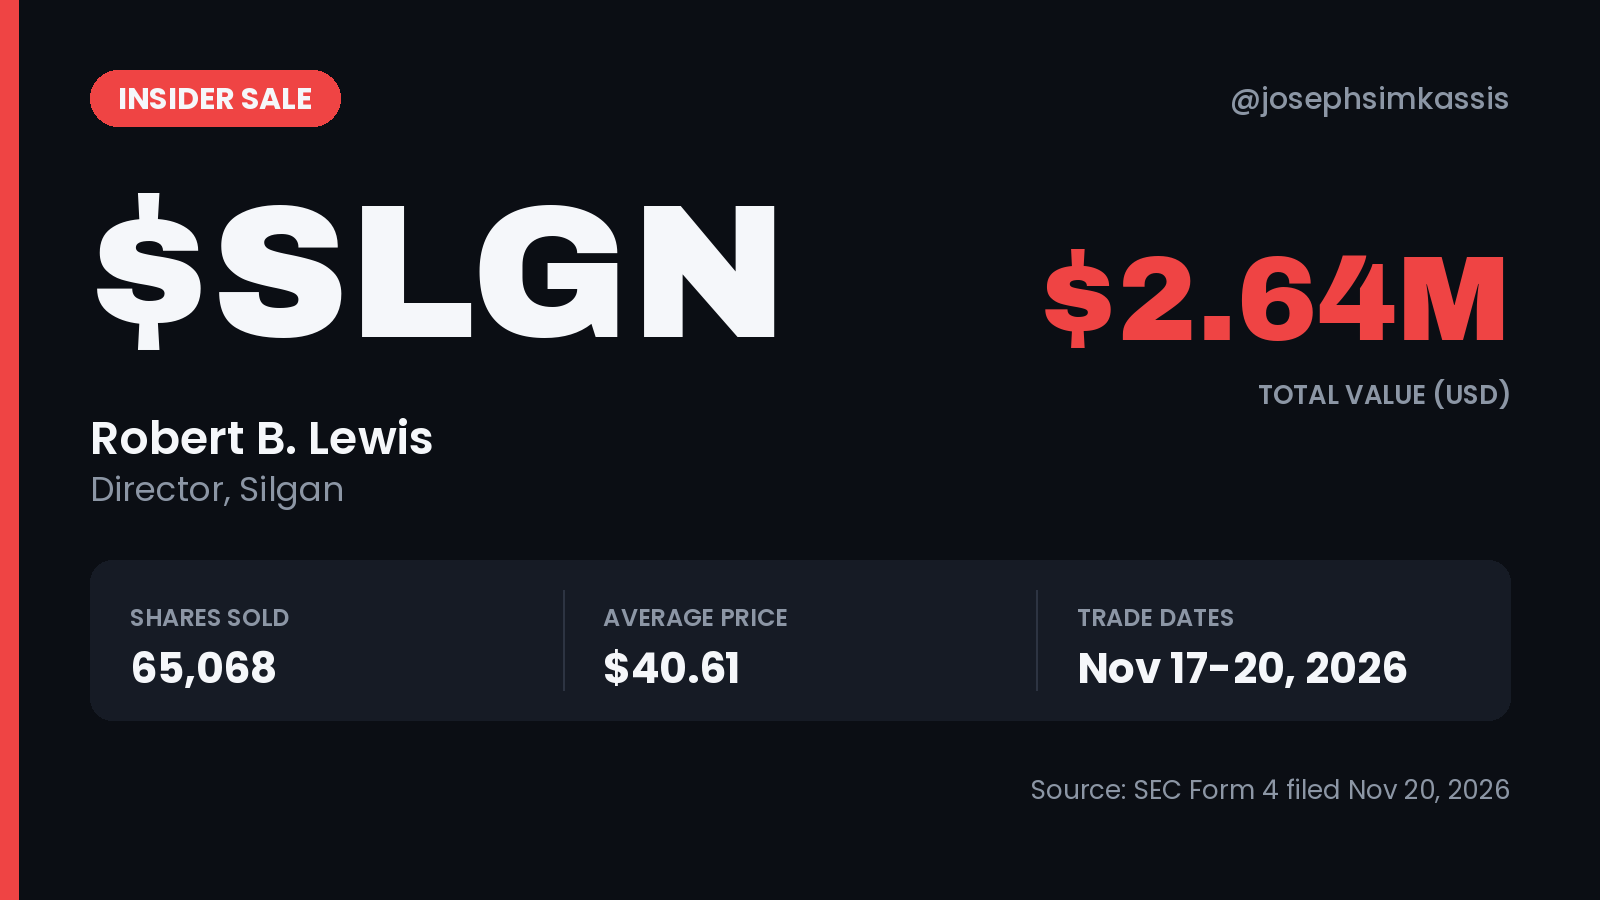 INSIDER SALE
@josephsimkassis
$SLGN
$2.64M
TOTAL VALUE (USD)
Robert B. Lewis
Director, Silgan
SHARES SOLD
65,068
AVERAGE PRICE
$40.61
TRADE DATES
Nov 17-20, 2026
Source: SEC Form 4 filed Nov 20, 2026